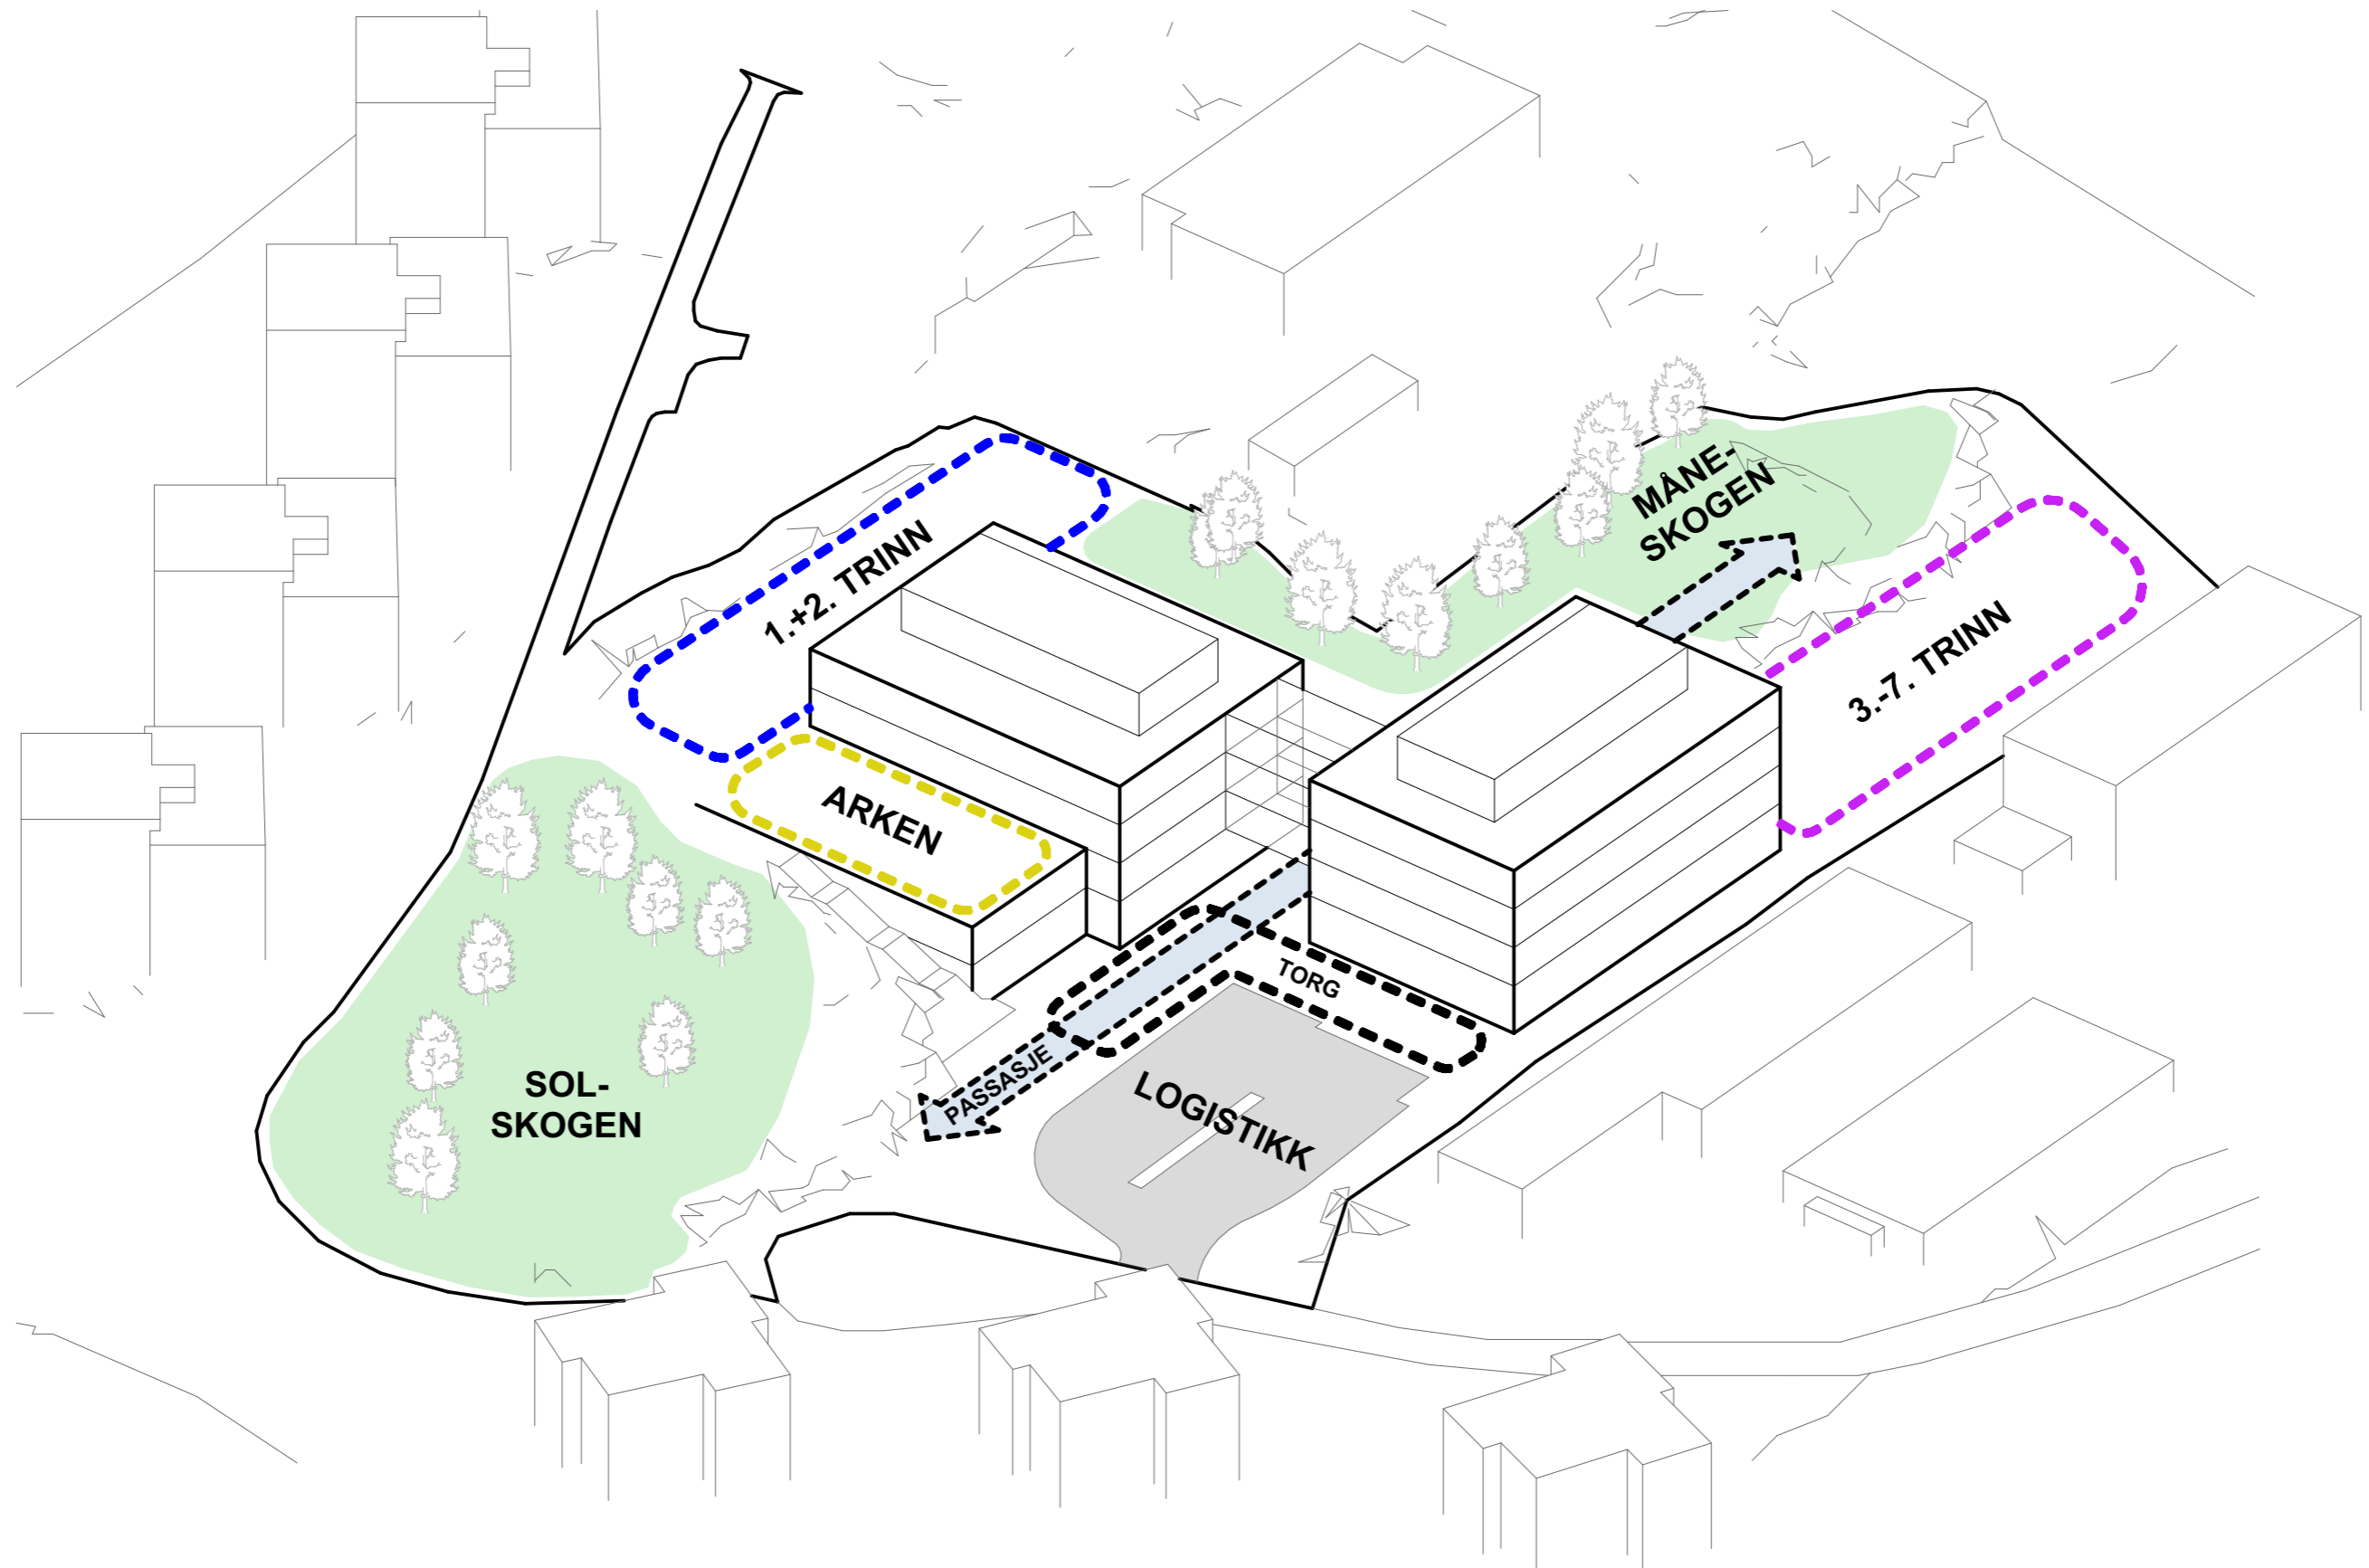 MÅNE-
SKOGEN
1.+2. TRINN
3.-7. TRINN
ARKEN
TORG
PASSASJE
SOL-
SKOGEN
LOGISTIKK